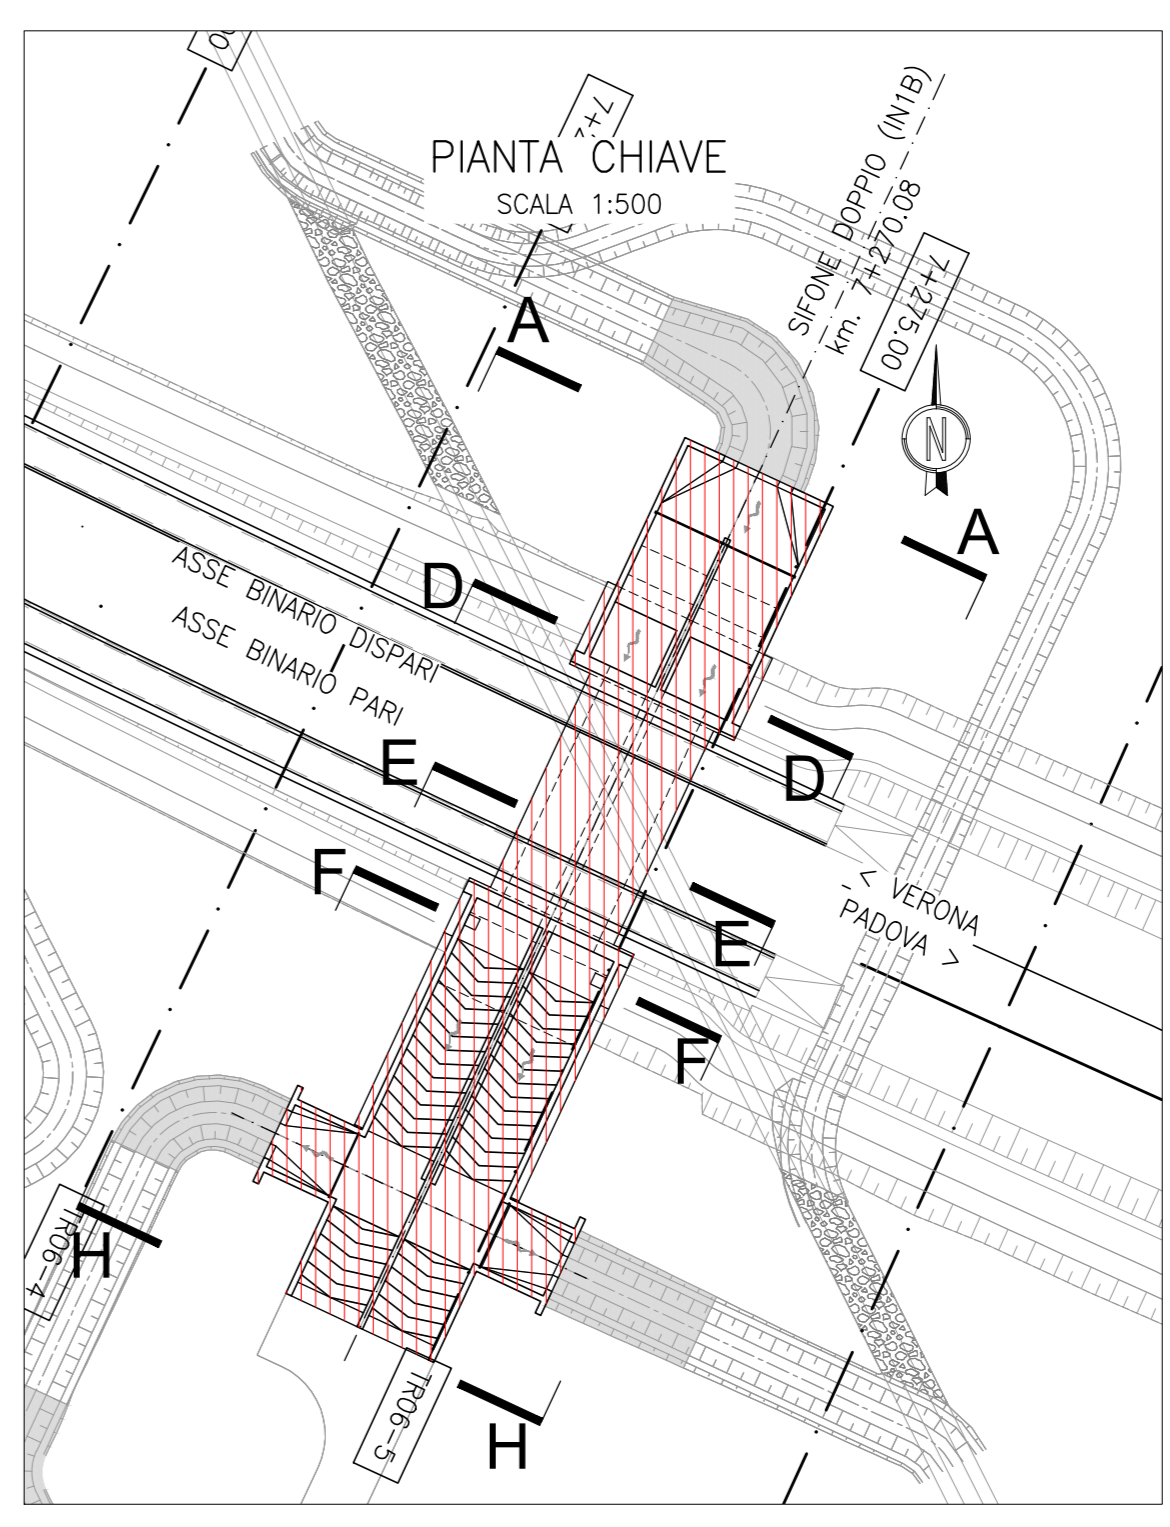 PIANTA CHIAVE
SCALA 1:500
SIFONE DOPPIO (IN1B)
km. 7+270.08
7+275.00
N
A
A
D
D
ASSE BINARIO DISPARI
ASSE BINARIO PARI
E
E
F
F
< VERONA
PADOVA >
H
H
TR06-4
TR06-5